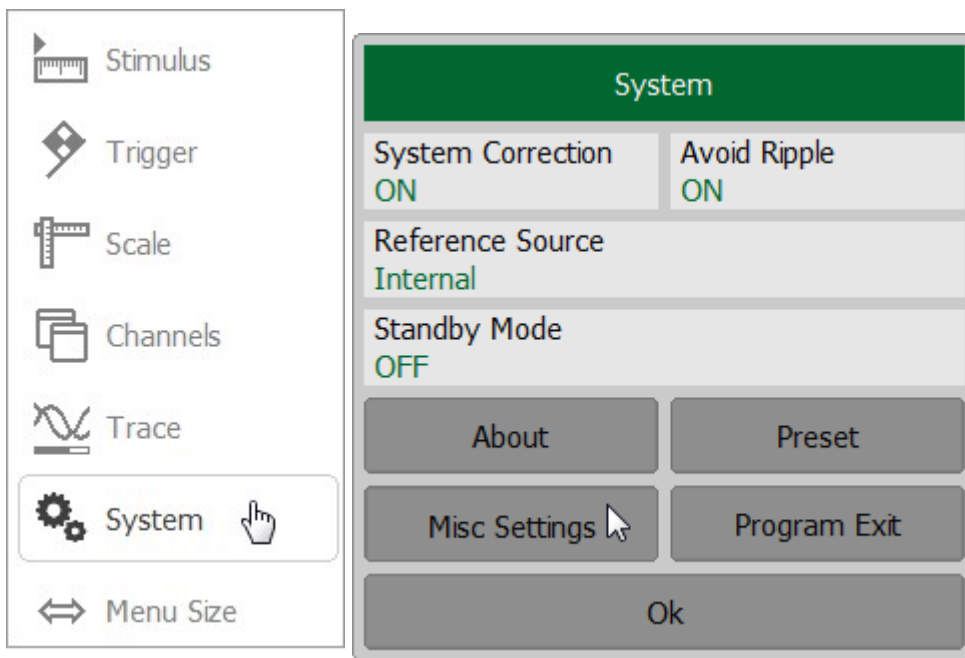 Stimulus
Trigger
Scale
Channels
Trace
System
Menu Size
System
System Correction
ON
Avoid Ripple
ON
Reference Source
Internal
Standby Mode
OFF
About
Preset
Misc Settings
Program Exit
Ok